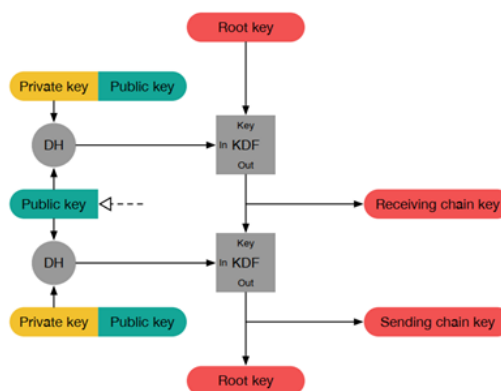 Root key
Private key Public key
DH
Key
In KDF
Out
Public key
Receiving chain key
DH
Key
In KDF
Out
Private key Public key
Sending chain key
Root key